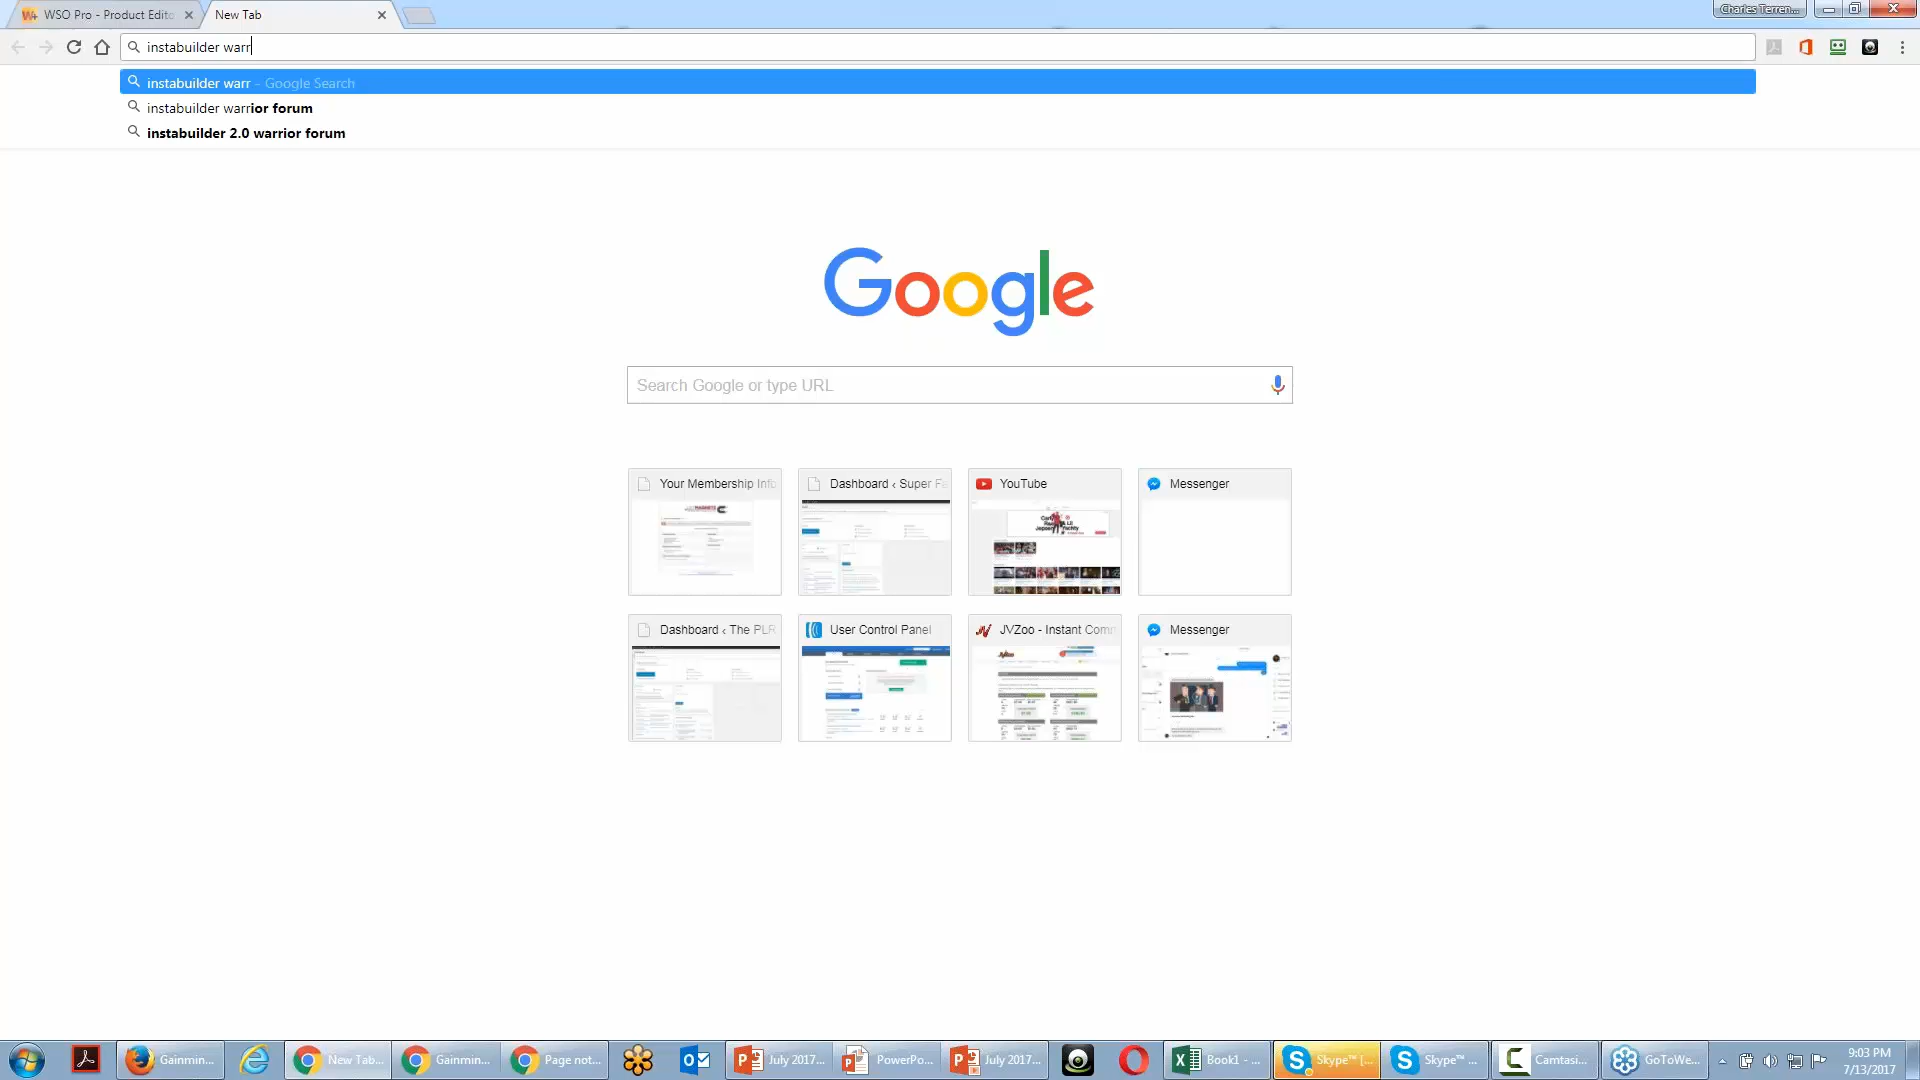 WSO Pro - Product Edito
New Tab
Charles Terren...
instabuilder warr
instabuilder warr - Google Search
instabuilder warrior forum
instabuilder 2.0 warrior forum
Google
Search Google or type URL
Your Membership Info
Dashboard ‹ Super Fa
YouTube
Messenger
Dashboard ‹ The PLR
User Control Panel
JVZoo - Instant Comm
Messenger
Gainmin...
New Tab...
Gainmin...
Page not...
July 2017...
PowerPo...
July 2017...
Book1 - ...
Skype™ [...
Skype™ ...
Camtasi...
GoToWe...
9:03 PM
7/13/2017